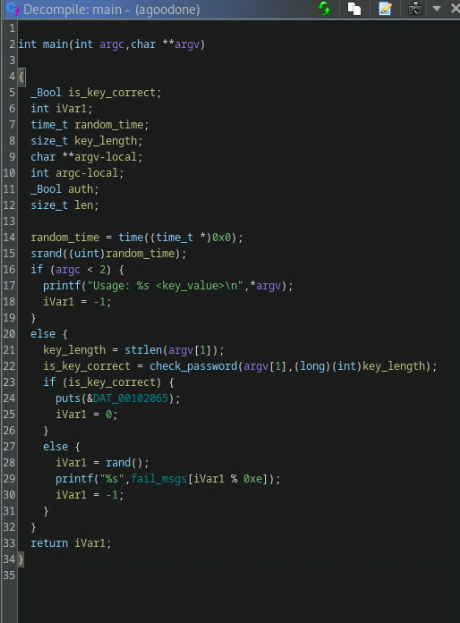 Decompile: main - (agoodone)
1
2 int main(int argc,char **argv)
3
4 {
5 _Bool is_key_correct;
6 int iVar1;
7 time_t random_time;
8 size_t key_length;
9 char **argv-local;
10 int argc-local;
11 _Bool auth;
12 size_t len;
13
14 random_time = time((time_t *)0x0);
15 srand((uint)random_time);
16 if (argc < 2) {
17 printf("Usage: %s <key_value>\n",*argv);
18 iVar1 = -1;
19 }
20 else {
21 key_length = strlen(argv[1]);
22 is_key_correct = check_password(argv[1],(long)(int)key_length);
23 if (is_key_correct) {
24 puts(&DAT_00102065);
25 iVar1 = 0;
26 }
27 else {
28 iVar1 = rand();
29 printf("%s",fail_msgs[iVar1 % 0xe]);
30 iVar1 = -1;
31 }
32 }
33 return iVar1;
34 }
35